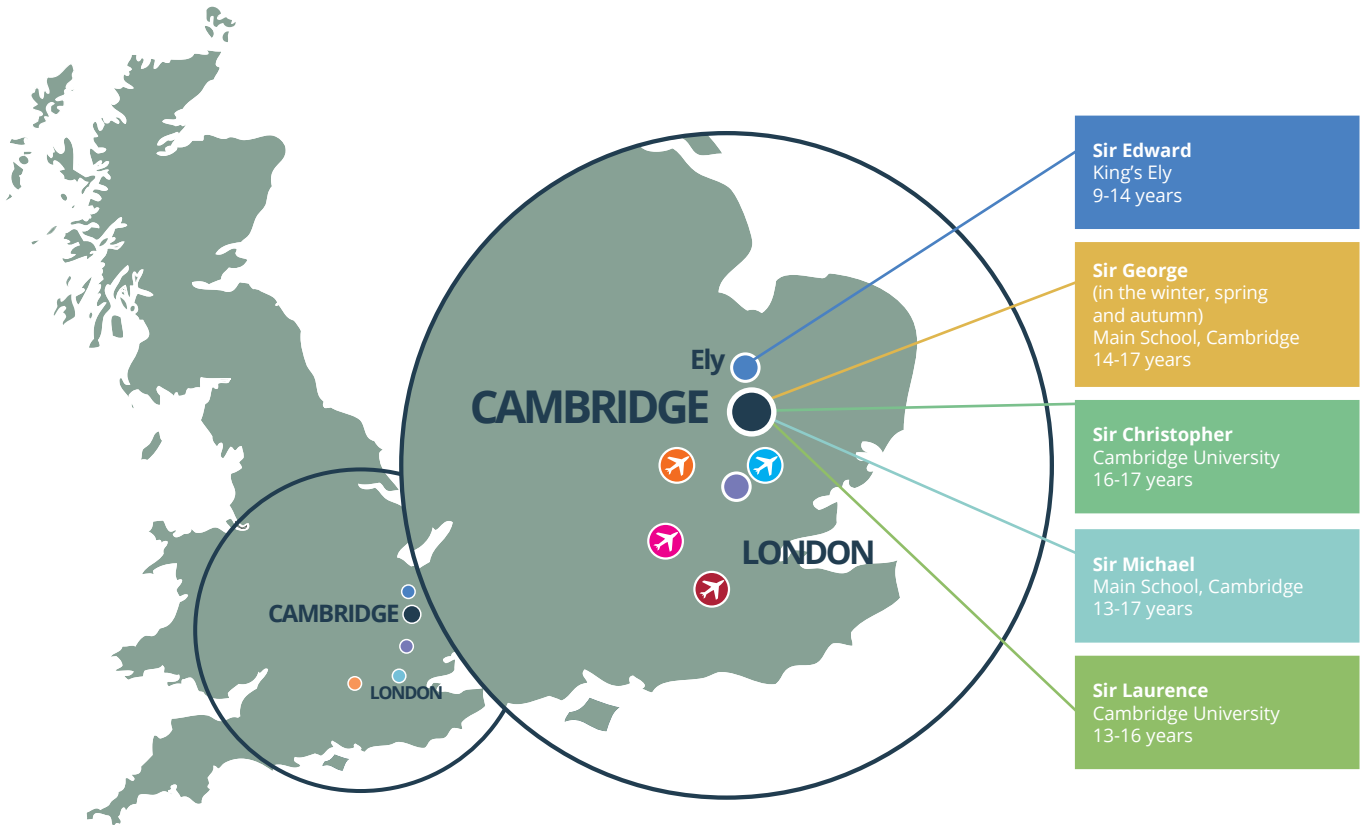 Ely
CAMBRIDGE
LONDON
CAMBRIDGE
LONDON
Sir Edward
King's Ely
9-14 years
Sir George
(in the winter, spring
and autumn)
Main School, Cambridge
14-17 years
Sir Christopher
Cambridge University
16-17 years
Sir Michael
Main School, Cambridge
13-17 years
Sir Laurence
Cambridge University
13-16 years